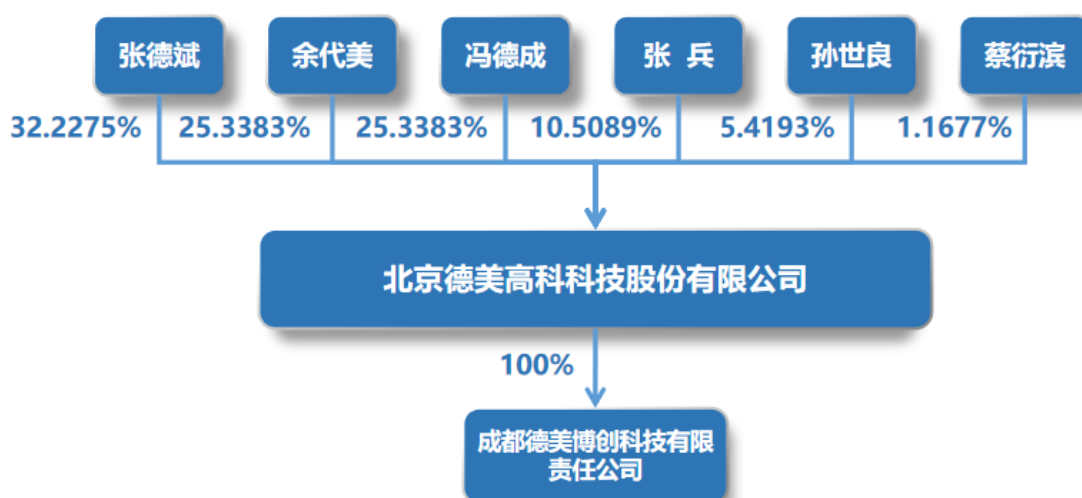 张德斌 余代美 冯德成 张 兵 孙世良 蔡衍滨
32.2275% 25.3383% 25.3383% 10.5089% 5.4193% 1.1677%
北京德美高科科技股份有限公司
100%
成都德美博创科技有限
责任公司